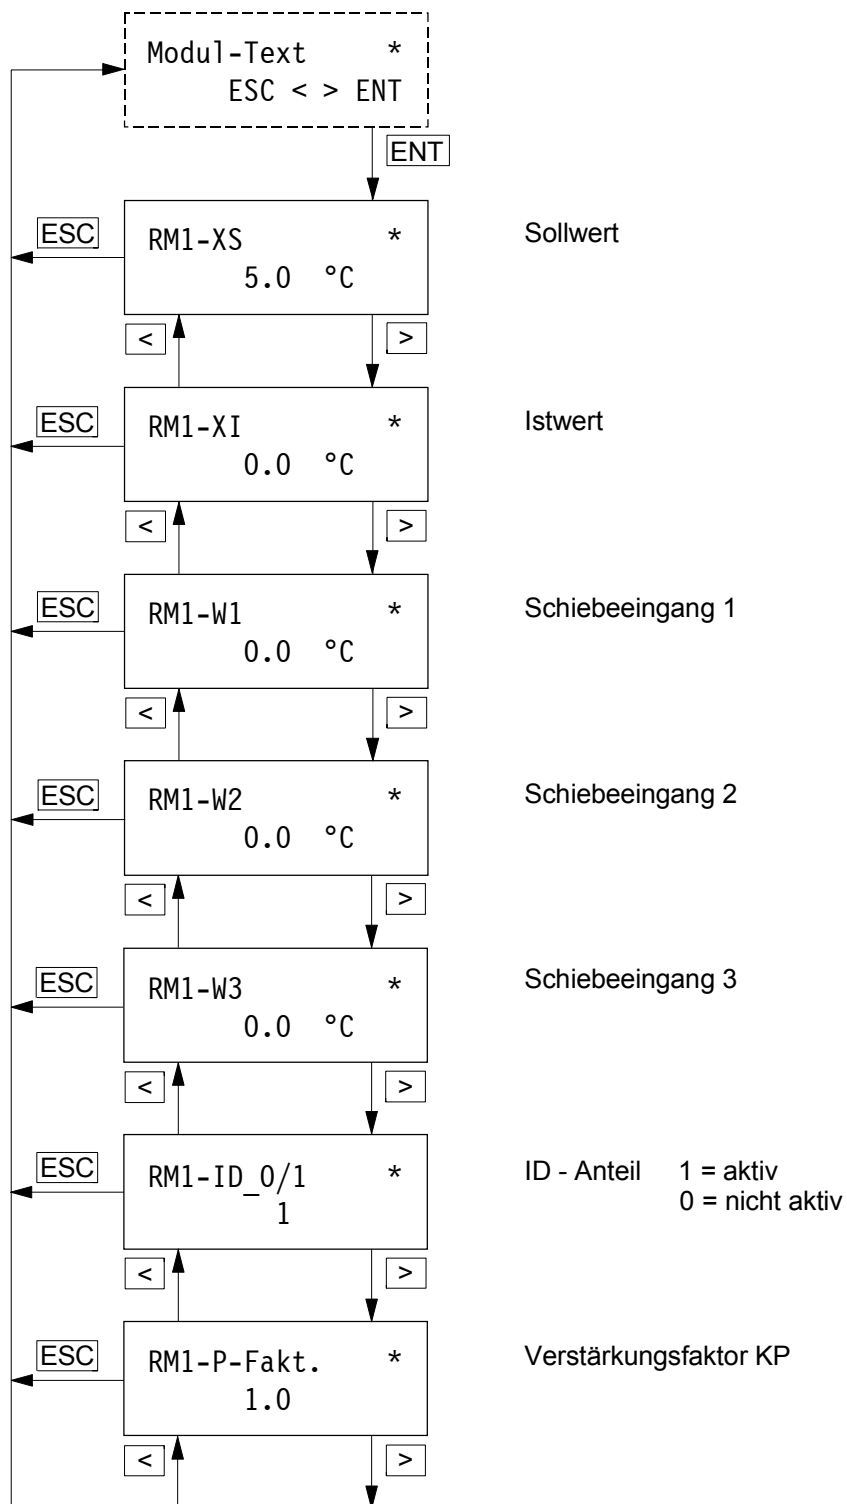 Modul-Text *
ESC < > ENT
ENT
ESC RM1-XS * Sollwert
5.0 °C
< >
ESC RM1-XI * Istwert
0.0 °C
< >
ESC RM1-W1 * Schiebeeingang 1
0.0 °C
< >
ESC RM1-W2 * Schiebeeingang 2
0.0 °C
< >
ESC RM1-W3 * Schiebeeingang 3
0.0 °C
< >
ESC RM1-ID_0/1 * ID - Anteil 1 = aktiv
1 0 = nicht aktiv
< >
ESC RM1-P-Fakt. * Verstärkungsfaktor KP
1.0
< >